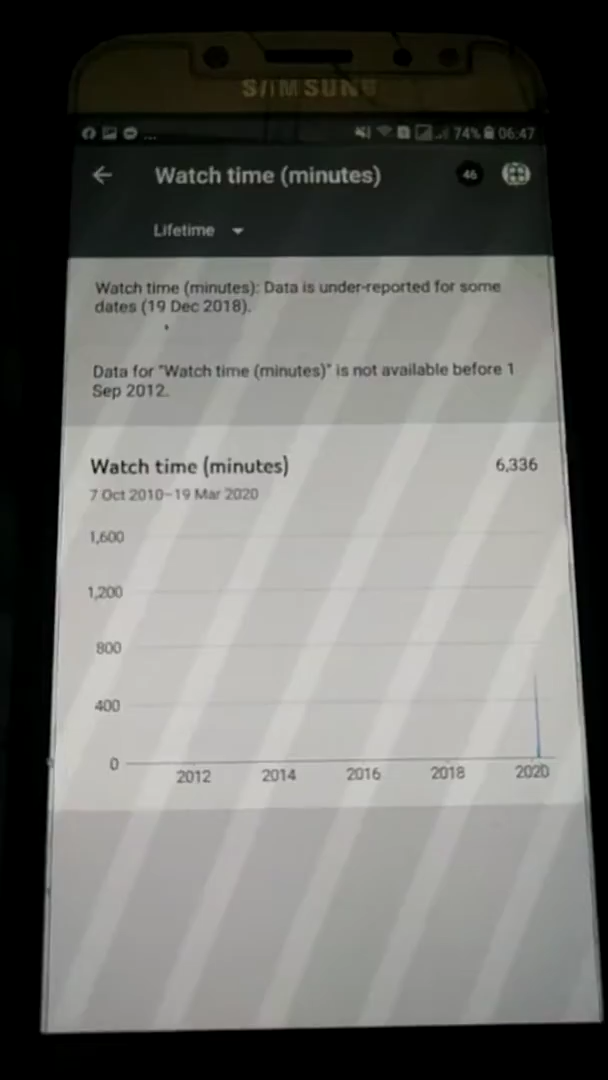 SAMSUNG
... 74% 06:47
Watch time (minutes) 46
Lifetime
Watch time (minutes): Data is under-reported for some
dates (19 Dec 2018).
Data for "Watch time (minutes)" is not available before 1
Sep 2012.
Watch time (minutes) 6,336
7 Oct 2010–19 Mar 2020
1,600
1,200
800
400
0
2012 2014 2016 2018 2020